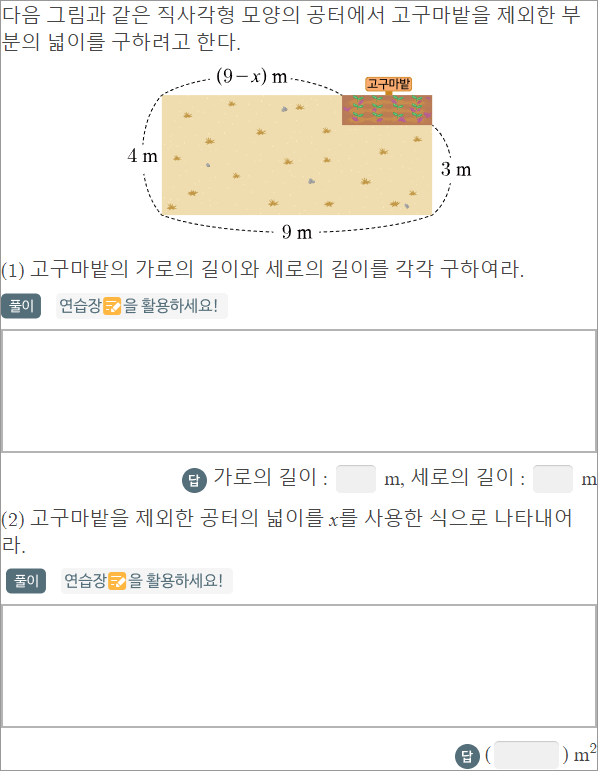 다음 그림과 같은 직사각형 모양의 공터에서 고구마밭을 제외한 부
분의 넓이를 구하려고 한다.
(9−x) m
고구마밭
4 m
3 m
9 m
(1) 고구마밭의 가로의 길이와 세로의 길이를 각각 구하여라.
풀이 연습장을 활용하세요!
답 가로의 길이 : m, 세로의 길이 : m
(2) 고구마밭을 제외한 공터의 넓이를 x를 사용한 식으로 나타내어
라.
풀이 연습장을 활용하세요!
답 ( ) m²